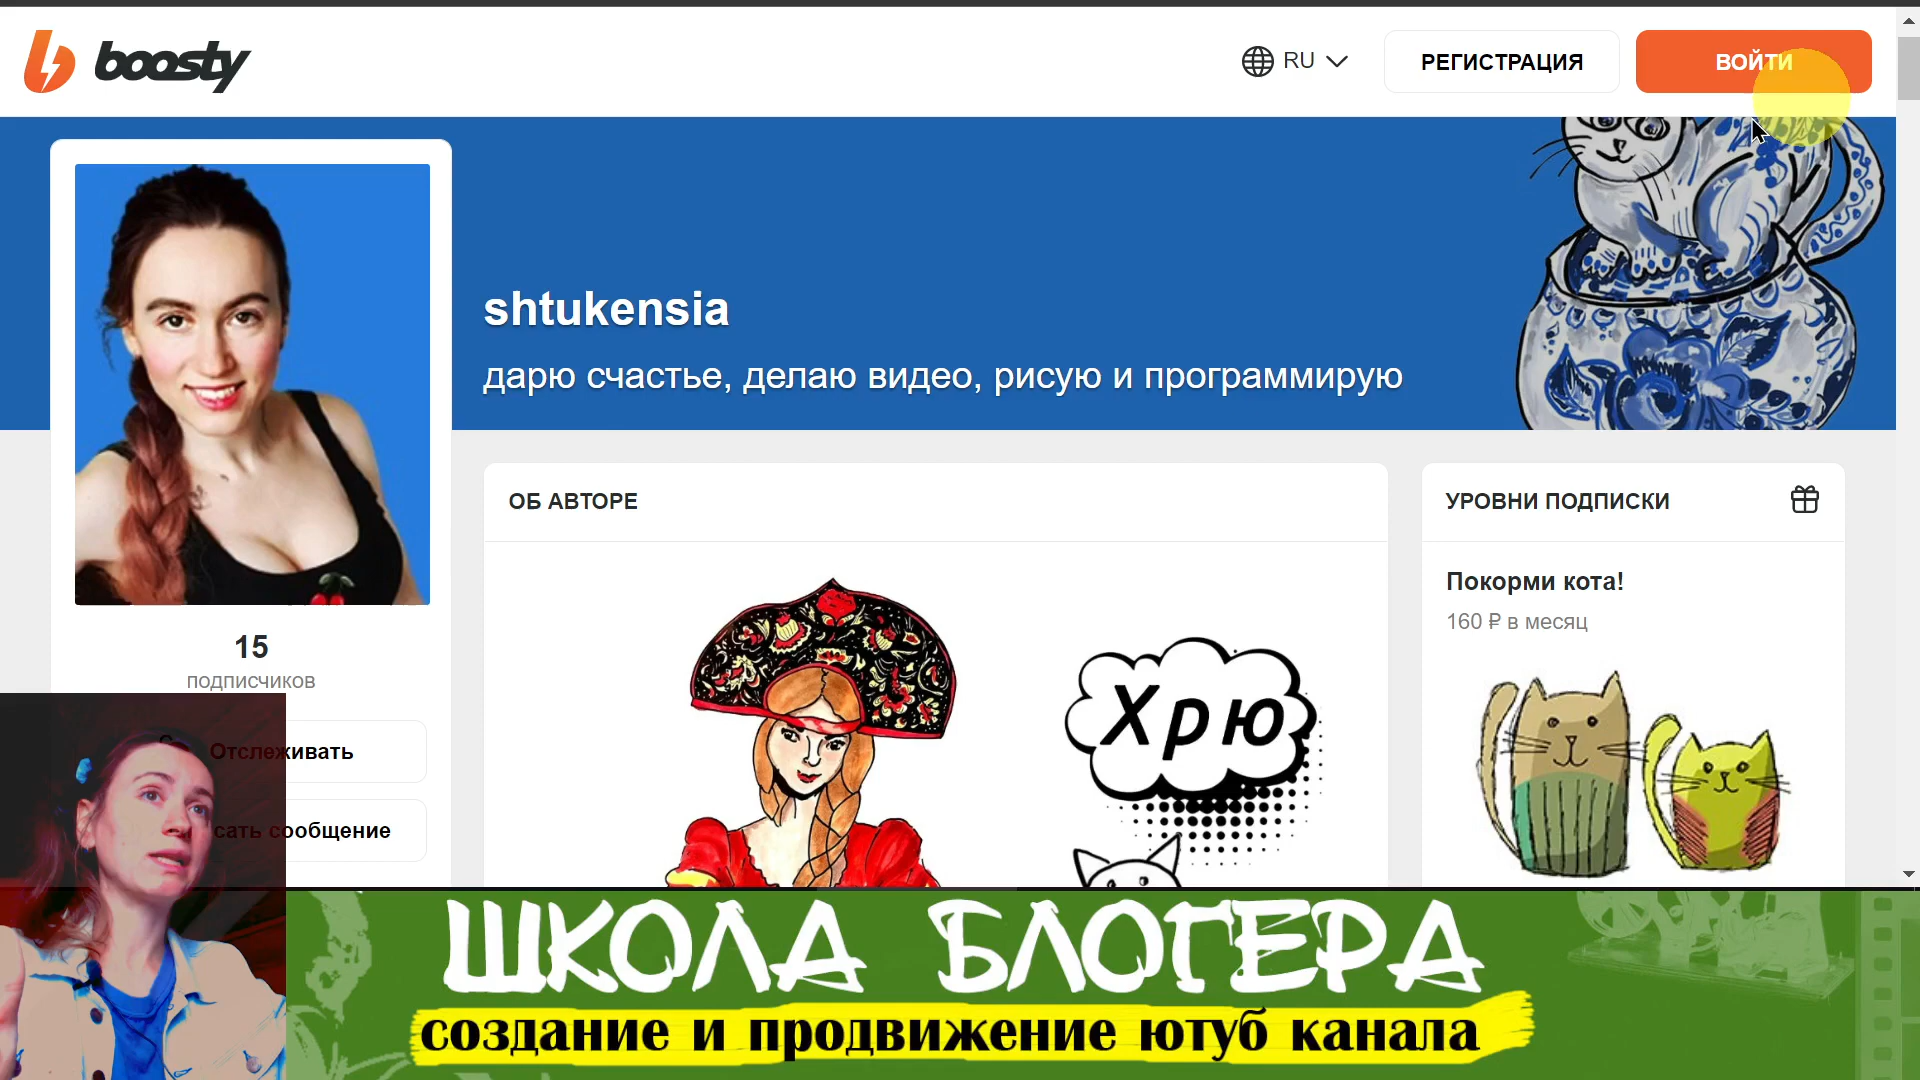 boosty
RU
РЕГИСТРАЦИЯ
ВОЙТИ
shtukensia
дарю счастье, делаю видео, рисую и программирую
15
подписчиков
Отслеживать
сать сообщение
ОБ АВТОРЕ
Хрю
УРОВНИ ПОДПИСКИ
Покорми кота!
160 ₽ в месяц
ШКОЛА БЛОГЕРА
создание и продвижение ютуб канала